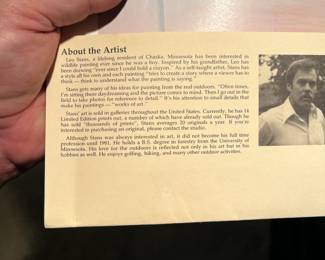 About the Artist
Leo Stans, a lifelong resident of Chaska, Minnesota has been interested in
wildlife painting ever since he was a boy. Inspired by his grandfather, Leo has
been drawing "ever since I could hold a crayon." As a self-taught artist, Stans has
a style all his own and each painting "tries to create a story where a viewer has to
think — to wonder what is taking place in the painting."
Stans gets many of his ideas for painting from the real outdoors. "Often times,
I'm sitting there daydreaming and the picture comes to mind. Then I go out in the
field to take photos for reference to detail." It's his attention to small details that
make his paintings — "works of art".
Stans' art is sold in galleries throughout the United States. Currently, he has 14
Limited Edition prints out, a number of which have already sold out. Though he
has sold "thousands of prints", Stans averages 20 originals a year. If you're
interested in purchasing an original, please contact the studio.
Although Stans was always interested in art, it did not become his full time
profession until 1981. He holds a B.S. degree in forestry from the University of
Minnesota. His love for the outdoors is reflected not only in his art but in his
hobbies as well. He enjoys golfing, hiking, and many other outdoor activities.